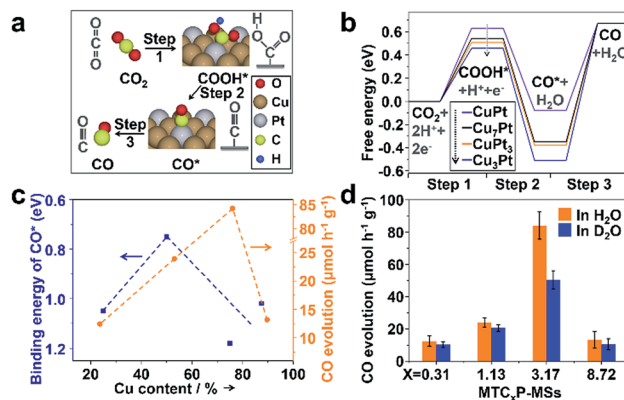 a
O=C=O
CO₂
Step
1
COOH*
Step 2
H
O
O
C
O
C
C
O
Step
3
CO
CO*
O
Cu
Pt
C
H
b
Free energy (eV)
0.6
0.4
0.2
0.0
-0.2
-0.4
-0.6
COOH*
+H⁺+e⁻
CO*+
H₂O
CO
+H₂O
CO₂+
2H⁺+
2e⁻
CuPt
Cu₇Pt
CuPt₃
Cu₃Pt
Step 1
Step 2
Step 3
c
Binding energy of CO* (eV)
0.6
0.8
1.0
1.2
20
40
60
80
100
Cu content / % →
85
80
25
20
15
10
CO evolution (μmol h⁻¹ g⁻¹)
d
CO evolution (μmol h⁻¹ g⁻¹)
100
80
60
40
20
0
In H₂O
In D₂O
X=0.31
1.13
3.17
8.72
MTCₓP-MSs